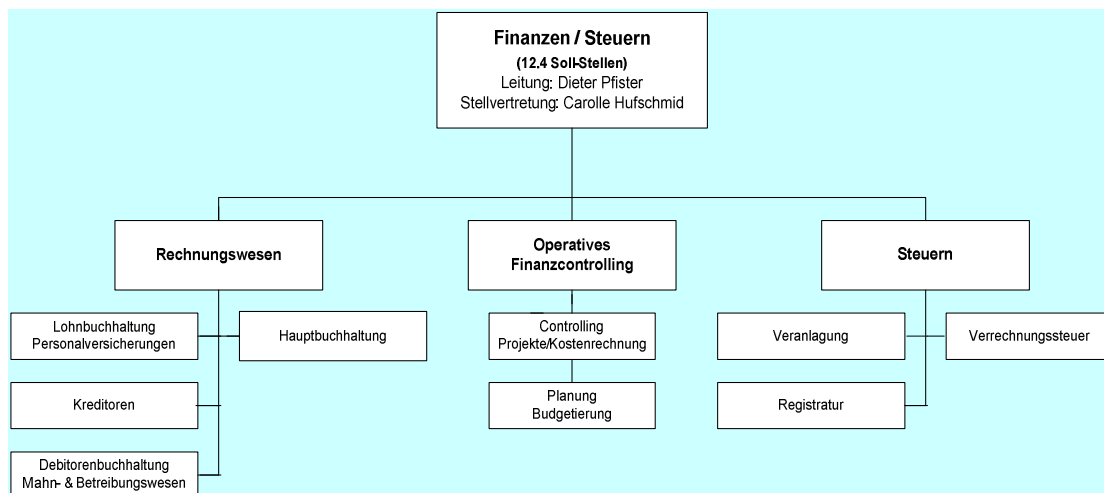 Finanzen / Steuern
(12.4 Soll-Stellen)
Leitung: Dieter Pfister
Stellvertretung: Carolle Hufschmid
Rechnungswesen
Operatives
Finanzcontrolling
Steuern
Lohnbuchhaltung
Personalversicherungen
Hauptbuchhaltung
Controlling
Projekte/Kostenrechnung
Veranlagung
Verrechnungssteuer
Kreditoren
Planung
Budgetierung
Registratur
Debitorenbuchhaltung
Mahn- & Betreibungswesen